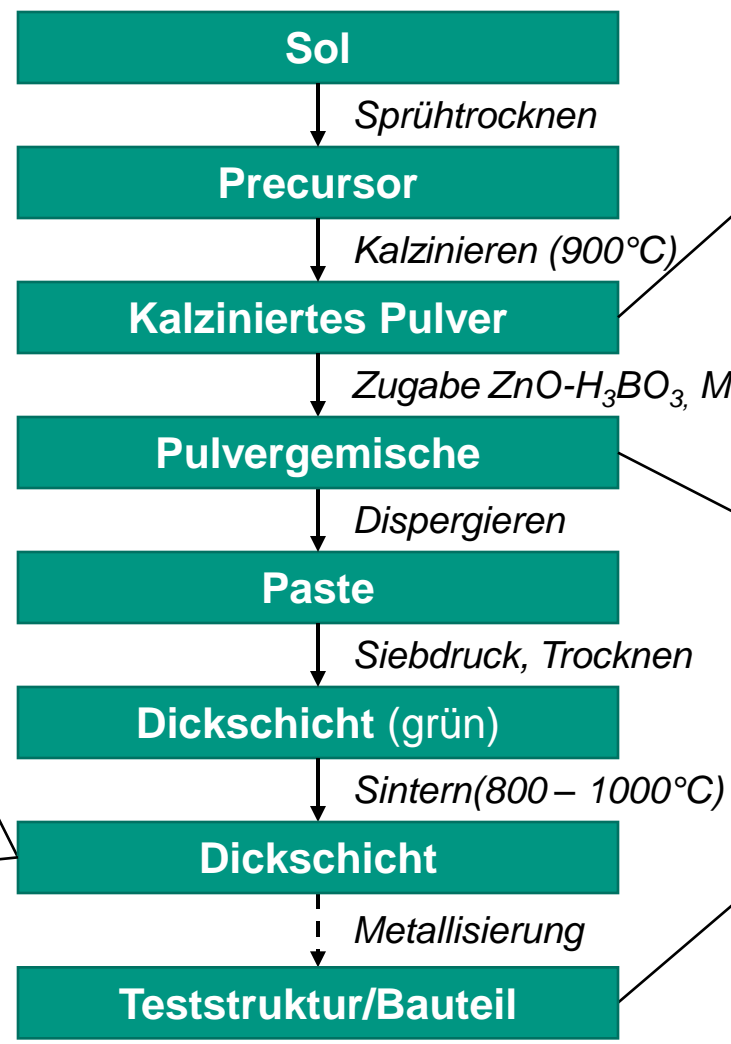 Sol
Sprühtrocknen
Precursor
Kalzinieren (900°C)
Kalziniertes Pulver
Zugabe ZnO-H₃BO₃, M
Pulvergemische
Dispergieren
Paste
Siebdruck, Trocknen
Dickschicht (grün)
Sintern(800 – 1000°C)
Dickschicht
Metallisierung
Teststruktur/Bauteil